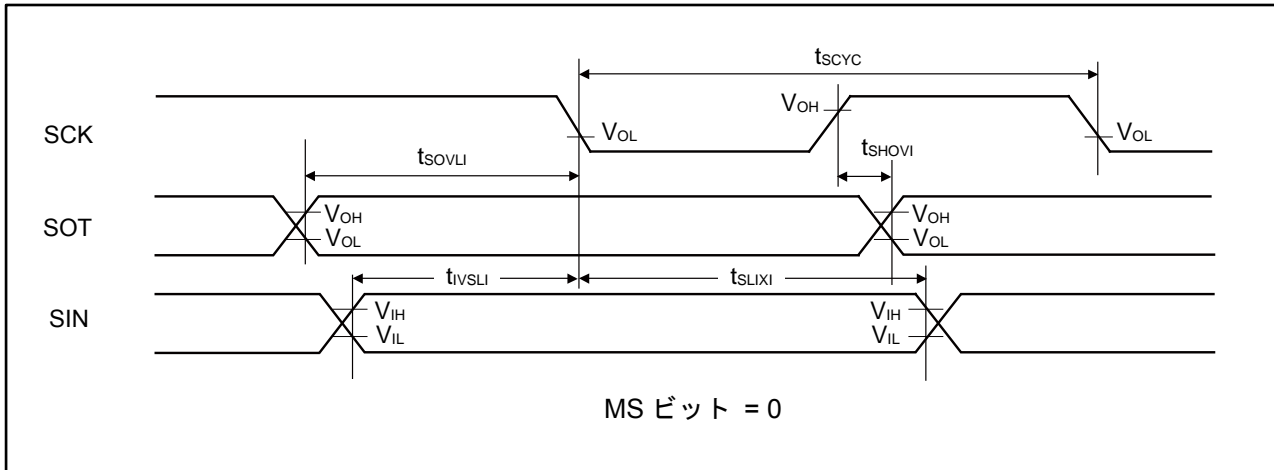 tSCYC
VOH
SCK
VOL
VOL
tSOVLI
tSHOVI
SOT
VOH
VOL
VOH
VOL
tIVSLI
tSLIXI
SIN
VIH
VIL
VIH
VIL
MS ビット = 0